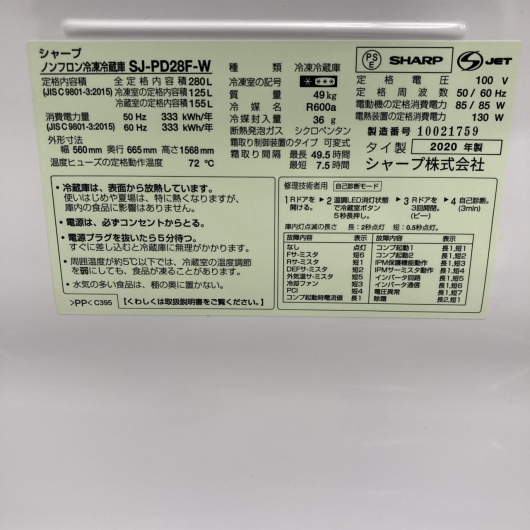 シャープ
ノンフロン冷凍冷蔵庫 SJ-PD28F-W
定格内容積 全定格内容積 280L
(JIS C 9801-3:2015) 冷凍室の定格内容積 125L
冷蔵室の定格内容積 155L
消費電力量 50 Hz 333 kWh/年
(JIS C 9801-3:2015) 60 Hz 333 kWh/年
外形寸法
幅 560mm 奥行 665mm 高さ1568mm
温度ヒューズの定格動作温度 72 ℃
種類 冷凍冷蔵庫
冷凍室の記号
質量 49kg
冷媒 R600a
冷媒封入量 36 g
断熱発泡ガス シクロペンタン
霜取り制御装置のタイプ 可変式
霜取り間隔 最長 49.5 時間
最短 7.5 時間
PS E SHARP JET
定格電圧 100 V
定格周波数 50/60 Hz
電動機の定格消費電力 85/85 W
電熱装置の定格消費電力 130 W
製造番号 10021759
タイ製 2020 年製
シャープ株式会社
・冷蔵庫は、表面から放熱しています。
使いはじめや夏場は、特に熱くなりますが、
庫内の食品に影響はありません。
・電源は、必ずコンセントからとる。
・電源プラグを抜いたら5分待つ。
すぐに差し込むと冷蔵庫に無理がかかります。
・周囲温度が約5℃以下では、冷蔵室の温度調節
を弱にしても、食品が凍ることがあります。
・水気の多い食品は、棚の奥に置かない。
>PP< C395 【くわしくは取扱説明書をご覧ください。】
修理技術者用 自己診断モード
1 Rドアを開ける。
2 温調LED消灯状態で冷蔵室ボタン5秒長押し。
3 Rドアを3回開閉。(ピー)
4 自己診断。(3min)
庫内灯点滅の長さ 長：2秒点灯 短：0.5秒点灯。
故障内容 表示 故障内容 表示
なし 点灯 コンプ起動1 長1,短1
Fサーミスタ 短6 コンプ起動2 長1,短2
Rサーミスタ 短1 IPM保護機能動作 長1,短3
DEFサーミスタ 短2 IPMサーミスタ動作 長1,短4
外気温サーミスタ 短5 インバータ回路 長1,短5
冷却ファン 短3 インバータ通信 長1,短6
PCI 短4 電圧異常 長1,短7
コンプ起動時電流値 長1 除霜 長2,短1